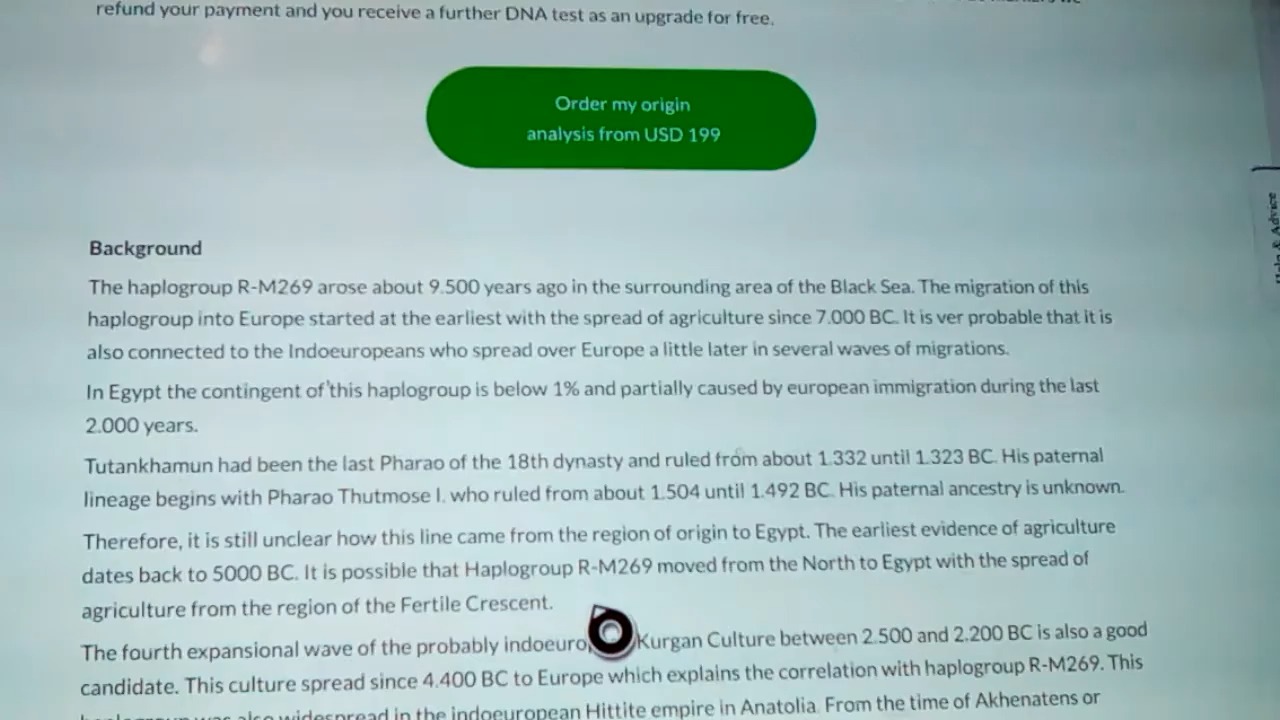 refund your payment and you receive a further DNA test as an upgrade for free.
Order my origin
analysis from USD 199
Background
The haplogroup R-M269 arose about 9.500 years ago in the surrounding area of the Black Sea. The migration of this
haplogroup into Europe started at the earliest with the spread of agriculture since 7.000 BC. It is ver probable that it is
also connected to the Indoeuropeans who spread over Europe a little later in several waves of migrations.
In Egypt the contingent of this haplogroup is below 1% and partially caused by european immigration during the last
2.000 years.
Tutankhamun had been the last Pharao of the 18th dynasty and ruled from about 1.332 until 1.323 BC. His paternal
lineage begins with Pharao Thutmose I. who ruled from about 1.504 until 1.492 BC. His paternal ancestry is unknown.
Therefore, it is still unclear how this line came from the region of origin to Egypt. The earliest evidence of agriculture
dates back to 5000 BC. It is possible that Haplogroup R-M269 moved from the North to Egypt with the spread of
agriculture from the region of the Fertile Crescent.
The fourth expansional wave of the probably indoeuro Kurgan Culture between 2.500 and 2.200 BC is also a good
candidate. This culture spread since 4.400 BC to Europe which explains the correlation with haplogroup R-M269. This
also widespread in the indoeuropean Hittite empire in Anatolia. From the time of Akhenatens or
& Advice